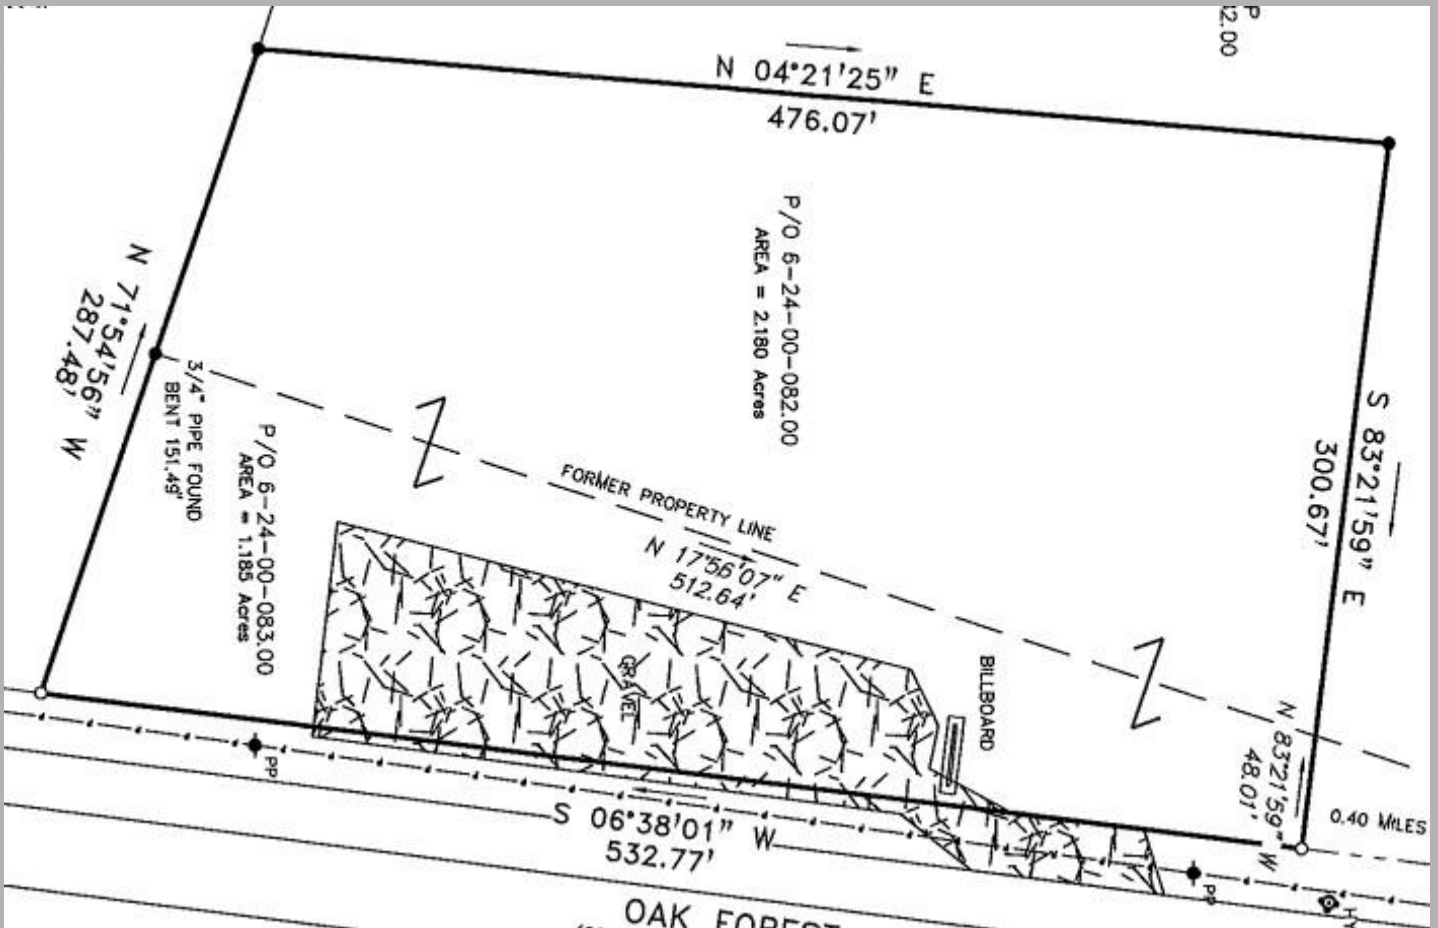 N 04°21'25" E
476.07'
P/O 6-24-00-082.00
AREA = 2.180 Acres
S 83°21'59" E
300.67'
N 71°54'56" W
287.48'
3/4" PIPE FOUND
BENT 151.49'
P/O 6-24-00-083.00
AREA = 1.185 Acres
FORMER PROPERTY LINE
N 17°56'07" E
512.64'
GRAVEL
BILLBOARD
N 83°21'59" W
48.01'
0.40 MILES
PP
S 06°38'01" W
532.77'
PP
OAK FOREST
P
2.00